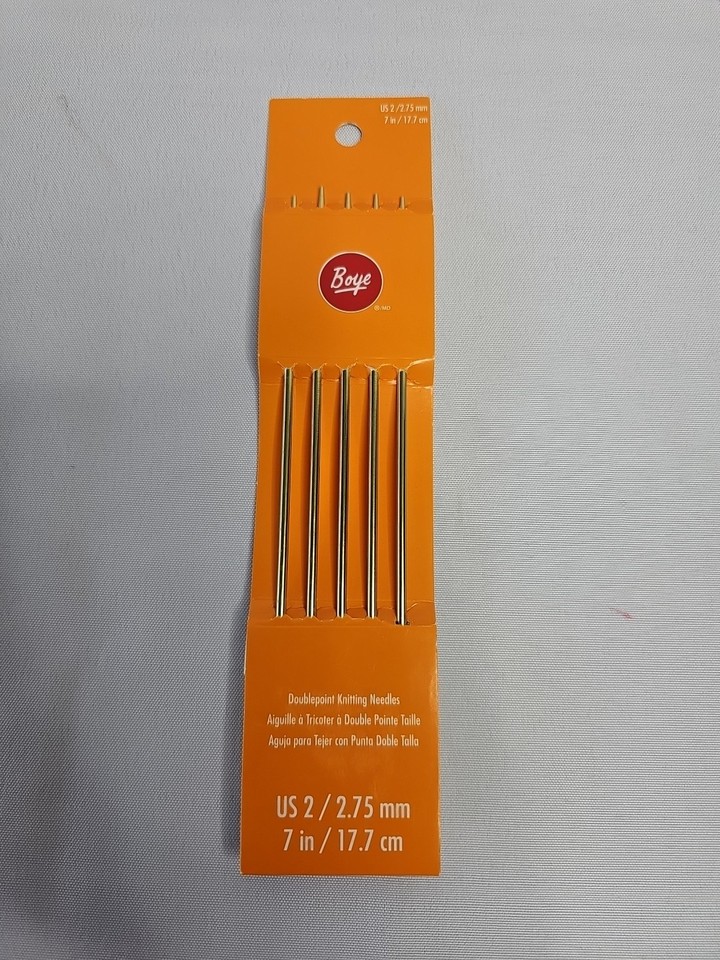 US 2 / 2.75 mm
7 in / 17.7 cm
Boye
® / MD
Doublepoint Knitting Needles
Aiguille à Tricoter à Double Pointe Taille
Aguja para Tejer con Punta Doble Talla
US 2 / 2.75 mm
7 in / 17.7 cm